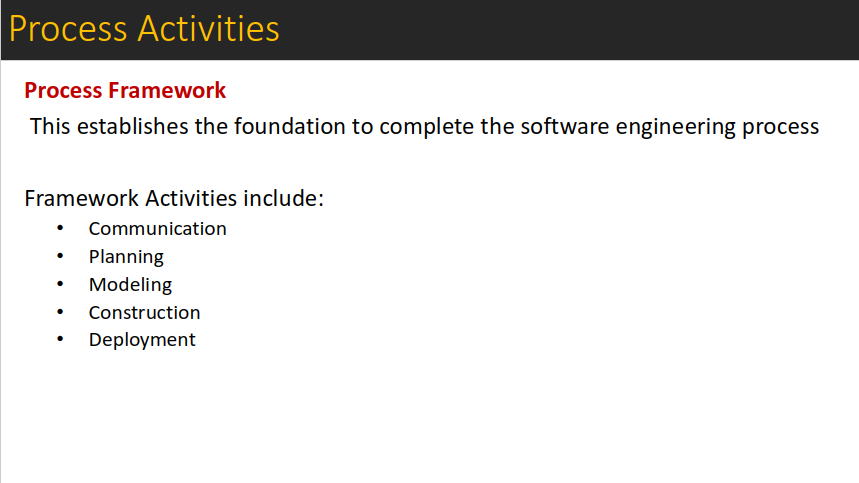 Process Activities
Process Framework
This establishes the foundation to complete the software engineering process
Framework Activities include:
• Communication
• Planning
• Modeling
• Construction
• Deployment